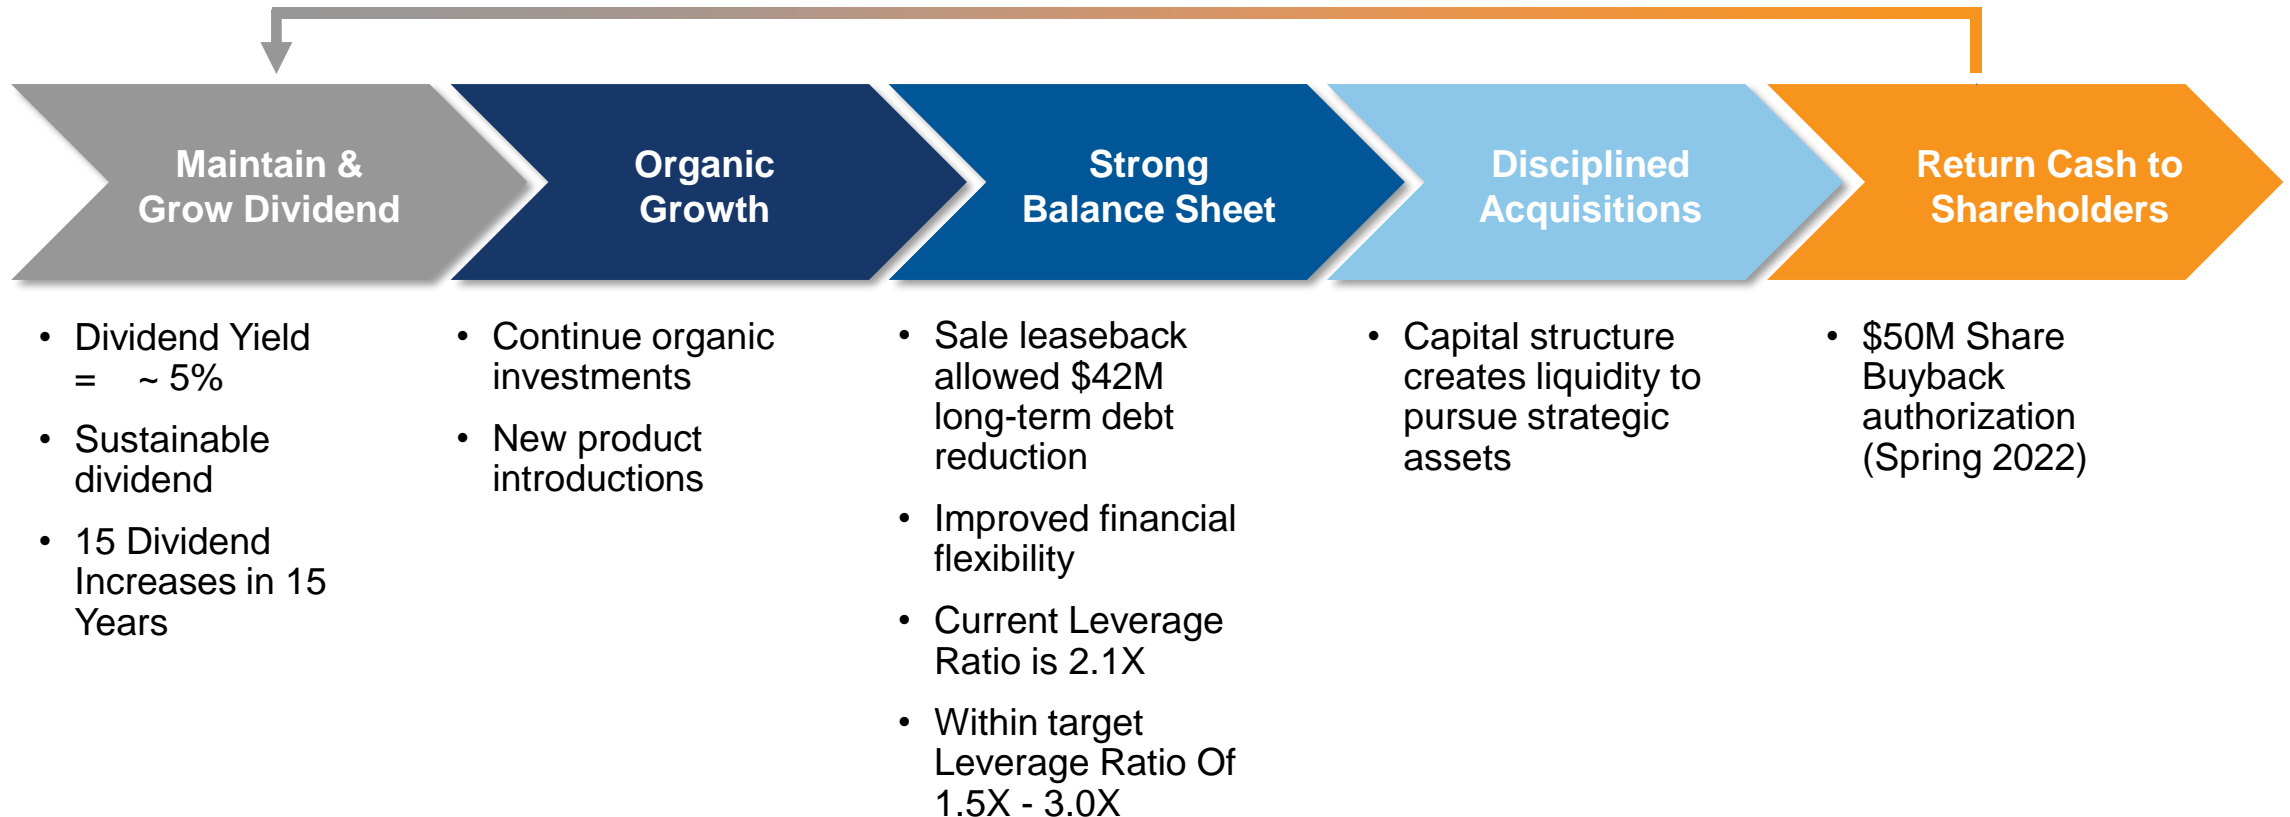 Maintain &
Grow Dividend
Organic
Growth
Strong
Balance Sheet
Disciplined
Acquisitions
Return Cash to
Shareholders
• Dividend Yield
= ~ 5%
• Sustainable
dividend
• 15 Dividend
Increases in 15
Years
• Continue organic
investments
• New product
introductions
• Sale leaseback
allowed $42M
long-term debt
reduction
• Improved financial
flexibility
• Current Leverage
Ratio is 2.1X
• Within target
Leverage Ratio Of
1.5X - 3.0X
• Capital structure
creates liquidity to
pursue strategic
assets
• $50M Share
Buyback
authorization
(Spring 2022)